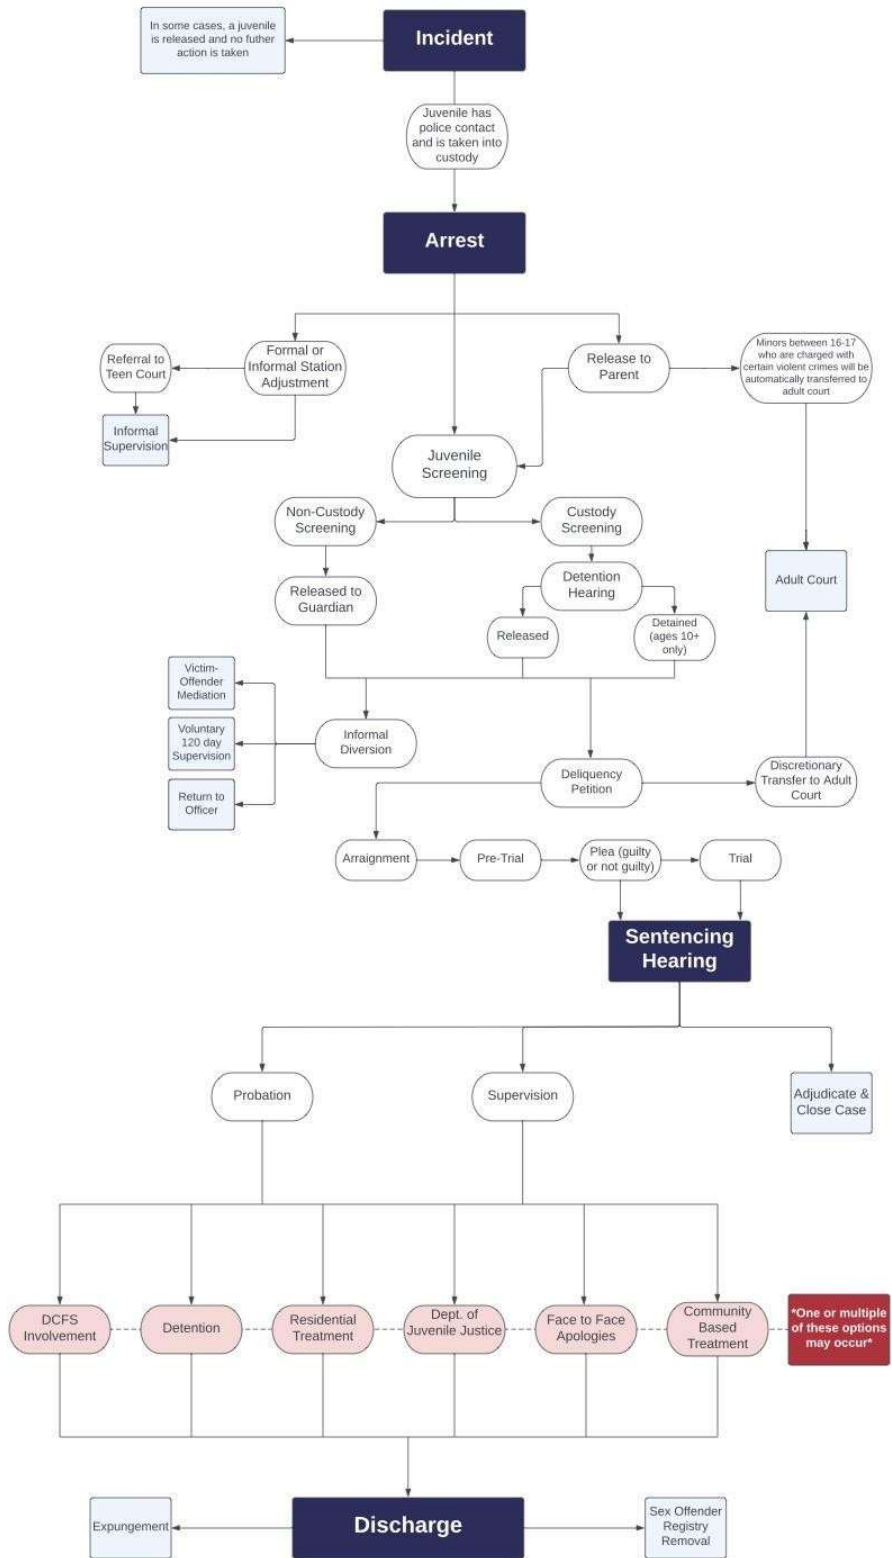 In some cases, a juvenile
is released and no futher
action is taken
Incident
Juvenile has
police contact
and is taken into
custody
Arrest
Referral to
Teen Court
Formal or
Informal Station
Adjustment
Release to
Parent
Minors between 16-17
who are charged with
certain violent crimes will be
automatically transferred to
adult court
Informal
Supervision
Juvenile
Screening
Non-Custody
Screening
Custody
Screening
Adult Court
Released to
Guardian
Detention
Hearing
Released
Detained
(ages 10+
only)
Victim-
Offender
Mediation
Voluntary
120 day
Supervision
Return to
Officer
Informal
Diversion
Deliquency
Petition
Discretionary
Transfer to Adult
Court
Arraignment
Pre-Trial
Plea (guilty
or not guilty)
Trial
Sentencing
Hearing
Probation
Supervision
Adjudicate &
Close Case
DCFS
Involvement
Detention
Residential
Treatment
Dept. of
Juvenile Justice
Face to Face
Apologies
Community
Based
Treatment
*One or multiple
of these options
may occur*
Expungement
Discharge
Sex Offender
Registry
Removal